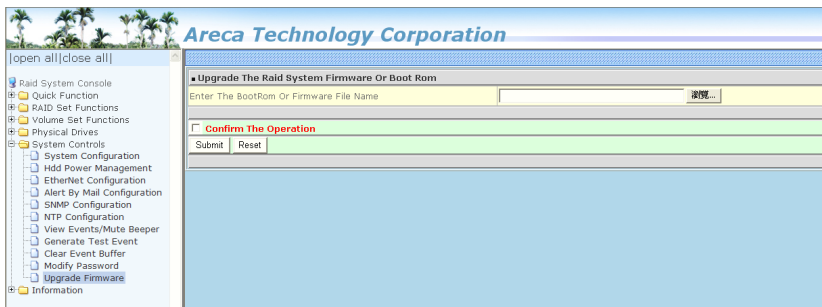 Areca Technology Corporation
|open all|close all|
Raid System Console
Quick Function
RAID Set Functions
Volume Set Functions
Physical Drives
System Controls
System Configuration
Hdd Power Management
EtherNet Configuration
Alert By Mail Configuration
SNMP Configuration
NTP Configuration
View Events/Mute Beeper
Generate Test Event
Clear Event Buffer
Modify Password
Upgrade Firmware
Information
Upgrade The Raid System Firmware Or Boot Rom
Enter The BootRom Or Firmware File Name
瀏覽...
Confirm The Operation
Submit Reset